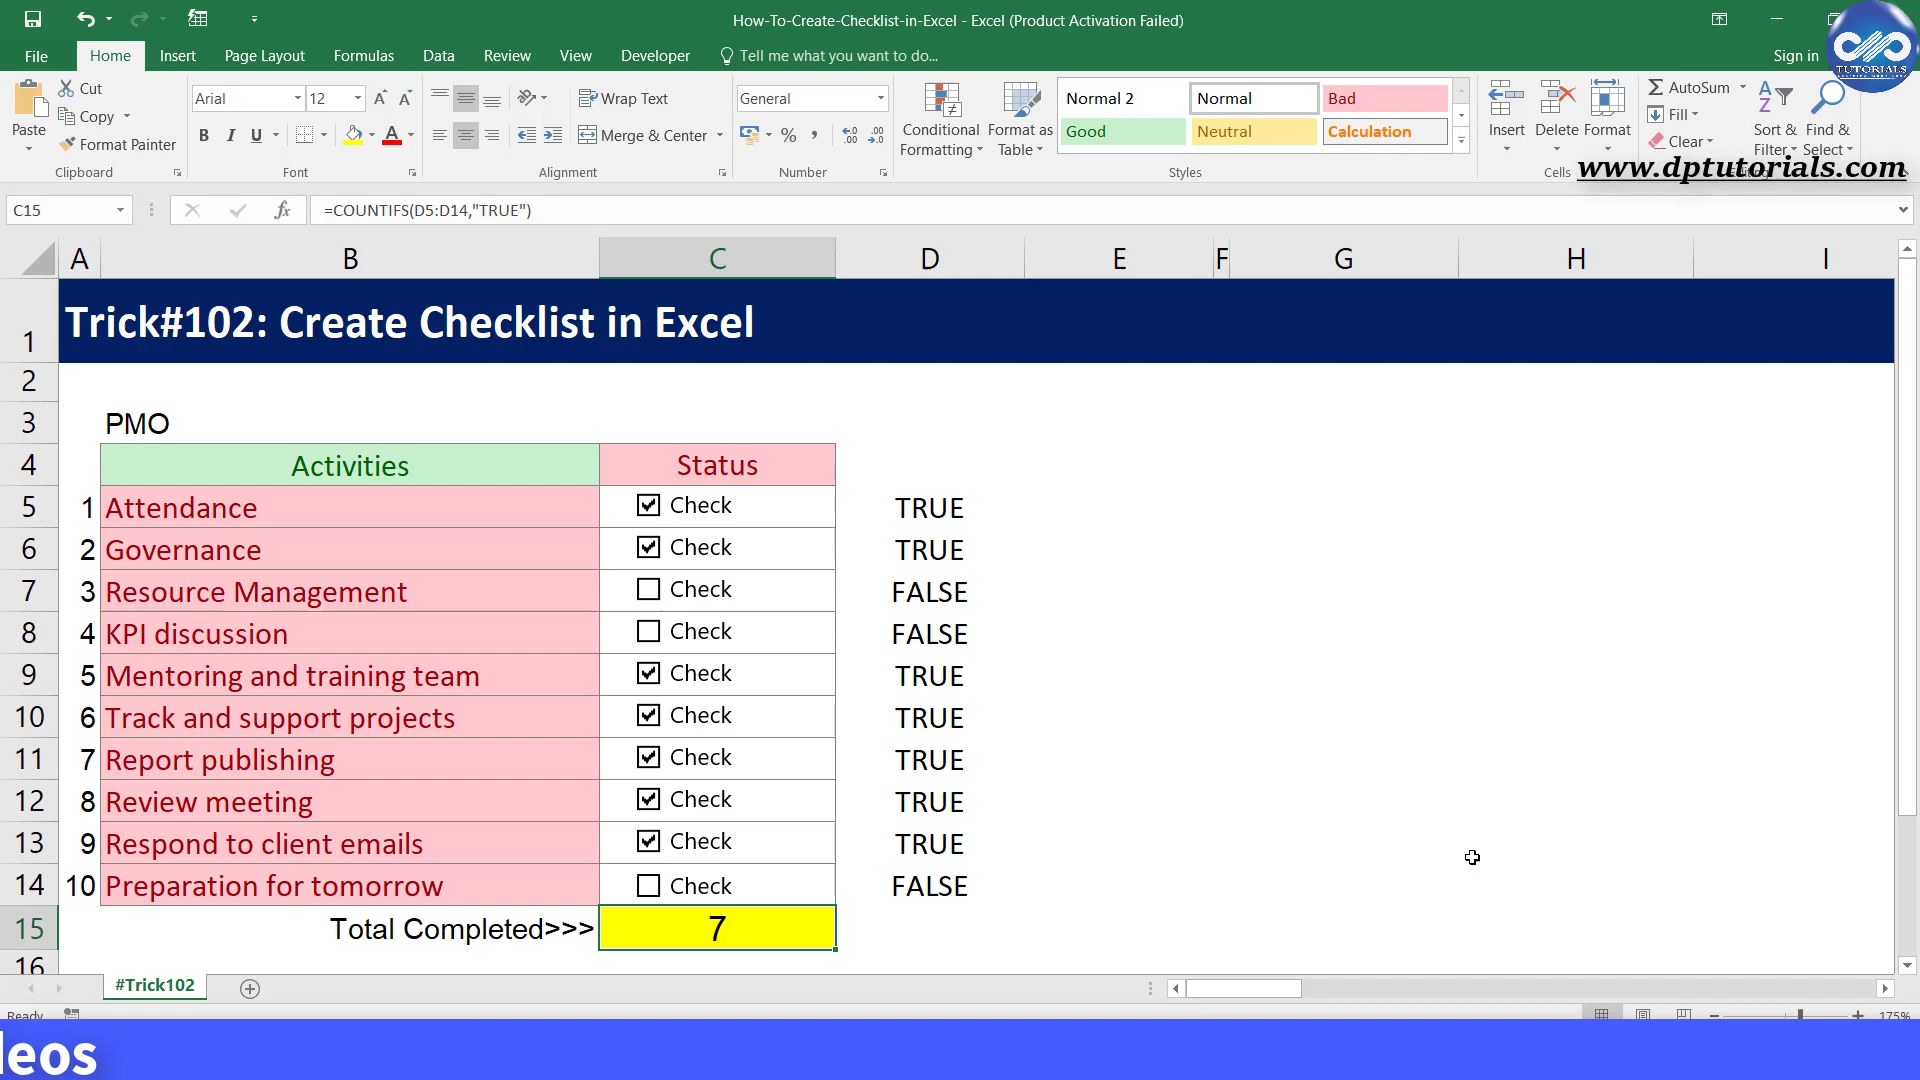 How-To-Create-Checklist-in-Excel - Excel (Product Activation Failed)
File Home Insert Page Layout Formulas Data Review View Developer Tell me what you want to do... Sign in
TUTORIALS
Paste
Cut
Copy
Format Painter
Clipboard
Arial 12
B I U
Font
Wrap Text
Merge & Center
Alignment
General
Number
Conditional Formatting
Format as Table
Normal 2 Normal Bad
Good Neutral Calculation
Styles
Insert Delete Format
Cells
AutoSum
Fill
Clear
Sort & Filter
Find & Select
www.dptutorials.com
C15 fx =COUNTIFS(D5:D14,"TRUE")
A B C D E F G H I
1 Trick#102: Create Checklist in Excel
2
3 PMO
4 Activities Status
5 1 Attendance Check TRUE
6 2 Governance Check TRUE
7 3 Resource Management Check FALSE
8 4 KPI discussion Check FALSE
9 5 Mentoring and training team Check TRUE
10 6 Track and support projects Check TRUE
11 7 Report publishing Check TRUE
12 8 Review meeting Check TRUE
13 9 Respond to client emails Check TRUE
14 10 Preparation for tomorrow Check FALSE
15 Total Completed>>> 7
16
#Trick102
Ready 175%
deos